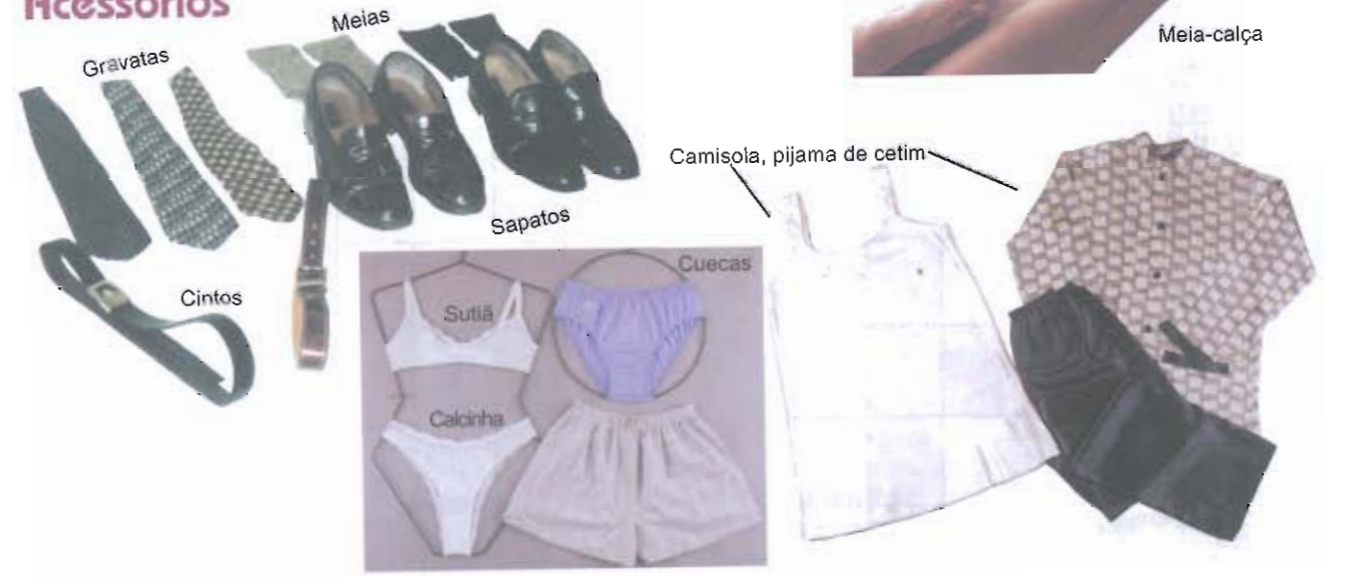 Acessórios
Meias
Gravatas
Meia-calça
Camisola, pijama de cetim
Sapatos
Cintos
Cuecas
Sutiã
Calcinha